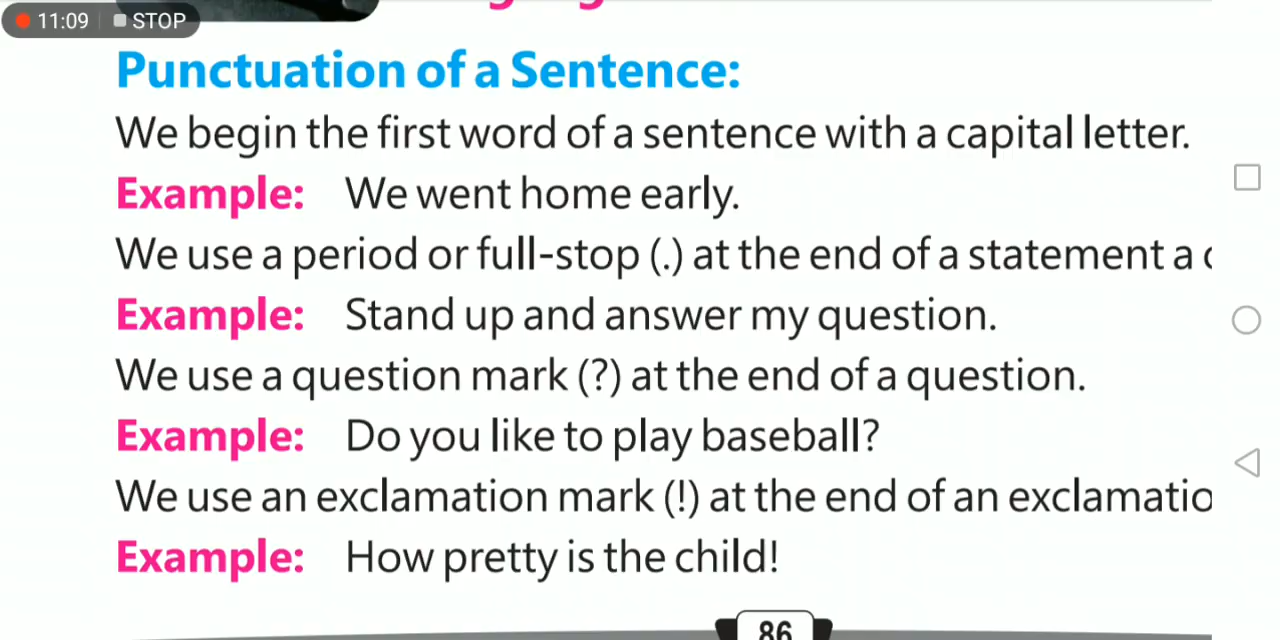 11:09 STOP
Punctuation of a Sentence:
We begin the first word of a sentence with a capital letter.
Example: We went home early.
We use a period or full-stop (.) at the end of a statement a
Example: Stand up and answer my question.
We use a question mark (?) at the end of a question.
Example: Do you like to play baseball?
We use an exclamation mark (!) at the end of an exclamatio
Example: How pretty is the child!
86